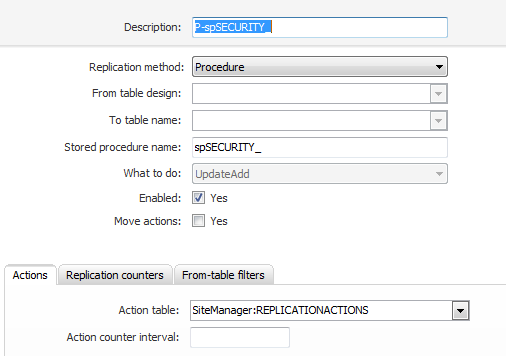 Description: P-spSECURITY_
Replication method: Procedure
From table design:
To table name:
Stored procedure name: spSECURITY_
What to do: UpdateAdd
Enabled: Yes
Move actions: Yes
Actions Replication counters From-table filters
Action table: SiteManager:REPLICATIONACTIONS
Action counter interval: